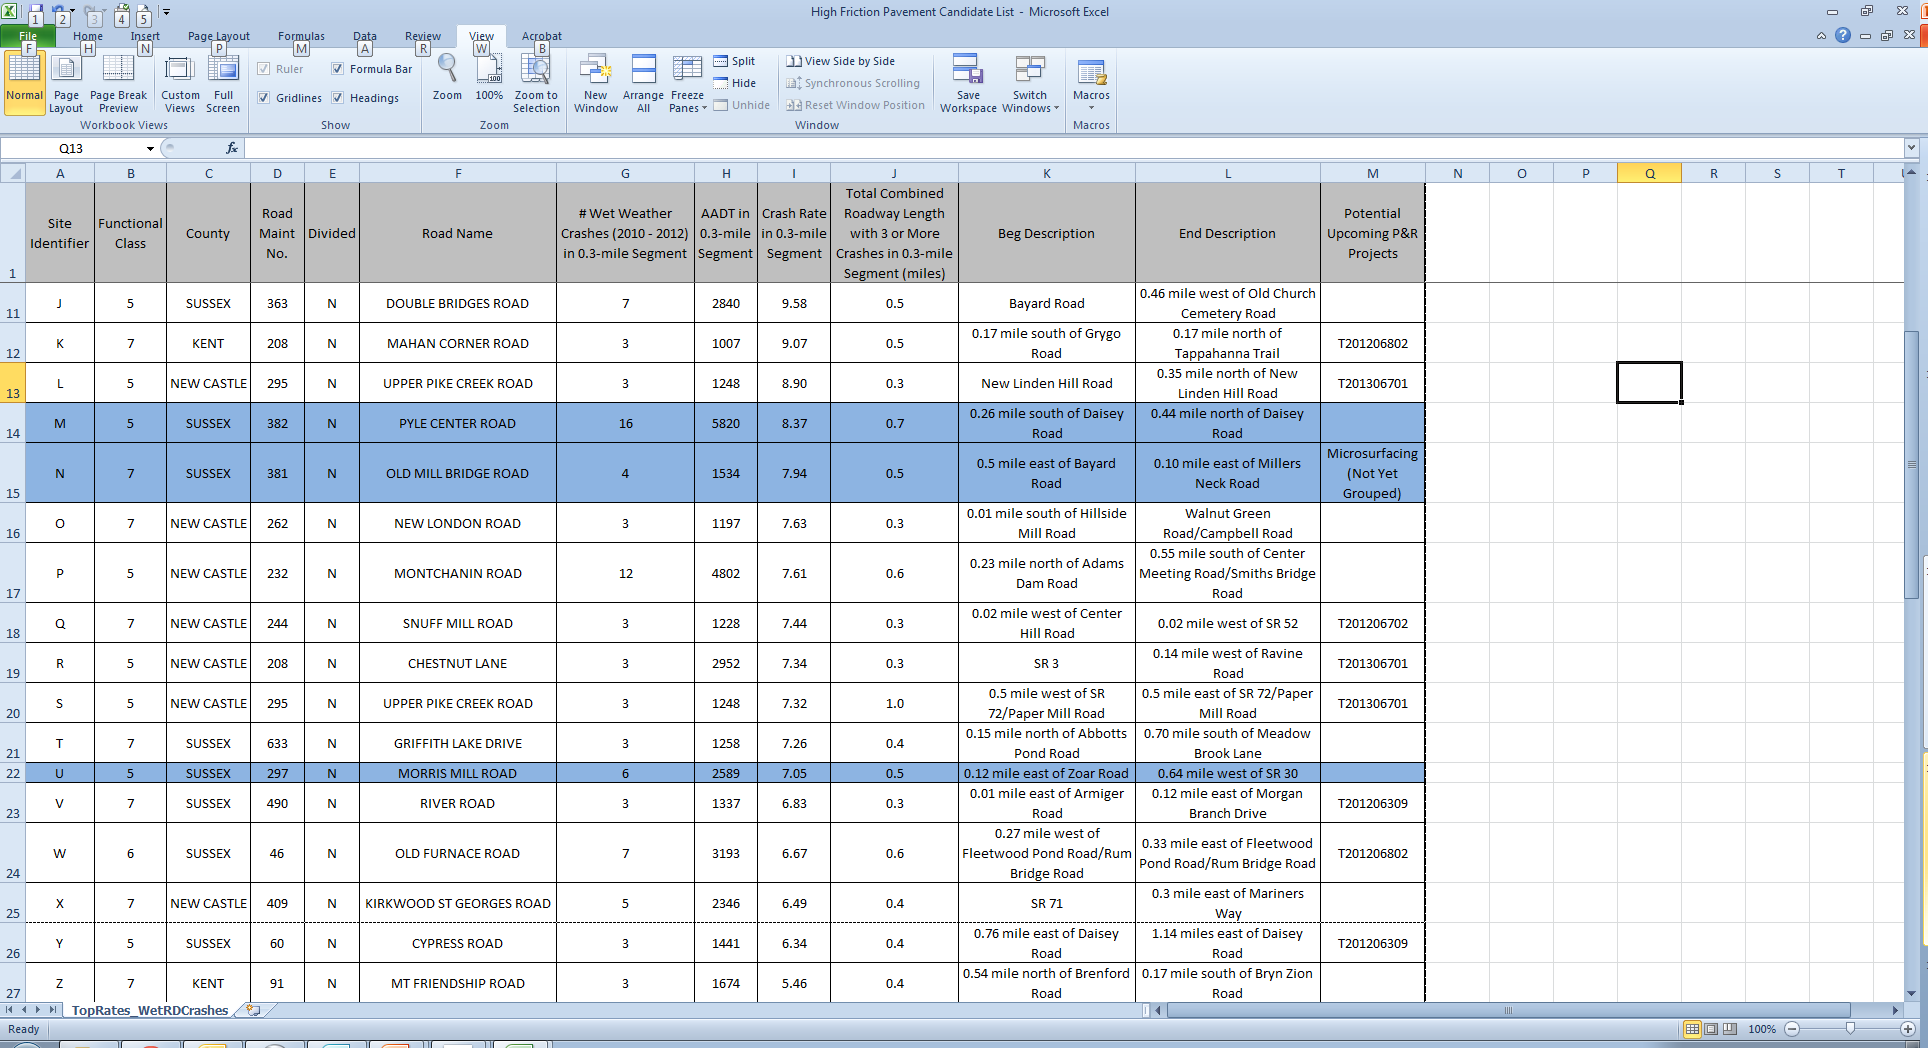 High Friction Pavement Candidate List - Microsoft Excel
1 2 3 4 5
File Home Insert Page Layout Formulas Data Review View Acrobat
F H N P M A R W B
Normal Page Layout Page Break Preview Custom Views Full Screen
Workbook Views
Ruler Formula Bar
Gridlines Headings
Show
Zoom 100% Zoom to Selection
Zoom
New Window Arrange All Freeze Panes
Split
Hide
Unhide
View Side by Side
Synchronous Scrolling
Reset Window Position
Window
Save Workspace Switch Windows
Macros
Macros
Q13 fx
A B C D E F G H I J K L M N O P Q R S T
1 Site Identifier Functional Class County Road Maint No. Divided Road Name # Wet Weather Crashes (2010 - 2012) in 0.3-mile Segment AADT in 0.3-mile Segment Crash Rate in 0.3-mile Segment Total Combined Roadway Length with 3 or More Crashes in 0.3-mile Segment (miles) Beg Description End Description Potential Upcoming P&R Projects
11 J 5 SUSSEX 363 N DOUBLE BRIDGES ROAD 7 2840 9.58 0.5 Bayard Road 0.46 mile west of Old Church Cemetery Road
12 K 7 KENT 208 N MAHAN CORNER ROAD 3 1007 9.07 0.5 0.17 mile south of Grygo Road 0.17 mile north of Tappahanna Trail T201206802
13 L 5 NEW CASTLE 295 N UPPER PIKE CREEK ROAD 3 1248 8.90 0.3 New Linden Hill Road 0.35 mile north of New Linden Hill Road T201306701
14 M 5 SUSSEX 382 N PYLE CENTER ROAD 16 5820 8.37 0.7 0.26 mile south of Daisey Road 0.44 mile north of Daisey Road
15 N 7 SUSSEX 381 N OLD MILL BRIDGE ROAD 4 1534 7.94 0.5 0.5 mile east of Bayard Road 0.10 mile east of Millers Neck Road Microsurfacing (Not Yet Grouped)
16 O 7 NEW CASTLE 262 N NEW LONDON ROAD 3 1197 7.63 0.3 0.01 mile south of Hillside Mill Road Walnut Green Road/Campbell Road
17 P 5 NEW CASTLE 232 N MONTCHANIN ROAD 12 4802 7.61 0.6 0.23 mile north of Adams Dam Road 0.55 mile south of Center Meeting Road/Smiths Bridge Road
18 Q 7 NEW CASTLE 244 N SNUFF MILL ROAD 3 1228 7.44 0.3 0.02 mile west of Center Hill Road 0.02 mile west of SR 52 T201206702
19 R 5 NEW CASTLE 208 N CHESTNUT LANE 3 2952 7.34 0.3 SR 3 0.14 mile west of Ravine Road T201306701
20 S 5 NEW CASTLE 295 N UPPER PIKE CREEK ROAD 3 1248 7.32 1.0 0.5 mile west of SR 72/Paper Mill Road 0.5 mile east of SR 72/Paper Mill Road T201306701
21 T 7 SUSSEX 633 N GRIFFITH LAKE DRIVE 3 1258 7.26 0.4 0.15 mile north of Abbotts Pond Road 0.70 mile south of Meadow Brook Lane
22 U 5 SUSSEX 297 N MORRIS MILL ROAD 6 2589 7.05 0.5 0.12 mile east of Zoar Road 0.64 mile west of SR 30
23 V 7 SUSSEX 490 N RIVER ROAD 3 1337 6.83 0.3 0.01 mile east of Armiger Road 0.12 mile east of Morgan Branch Drive T201206309
24 W 6 SUSSEX 46 N OLD FURNACE ROAD 7 3193 6.67 0.6 0.27 mile west of Fleetwood Pond Road/Rum Bridge Road 0.33 mile east of Fleetwood Pond Road/Rum Bridge Road T201206802
25 X 7 NEW CASTLE 409 N KIRKWOOD ST GEORGES ROAD 5 2346 6.49 0.4 SR 71 0.3 mile east of Mariners Way
26 Y 5 SUSSEX 60 N CYPRESS ROAD 3 1441 6.34 0.4 0.76 mile east of Daisey Road 1.14 miles east of Daisey Road T201206309
27 Z 7 KENT 91 N MT FRIENDSHIP ROAD 3 1674 5.46 0.4 0.54 mile north of Brenford Road 0.17 mile south of Bryn Zion Road
TopRates_WetRDCrashes
Ready 100%